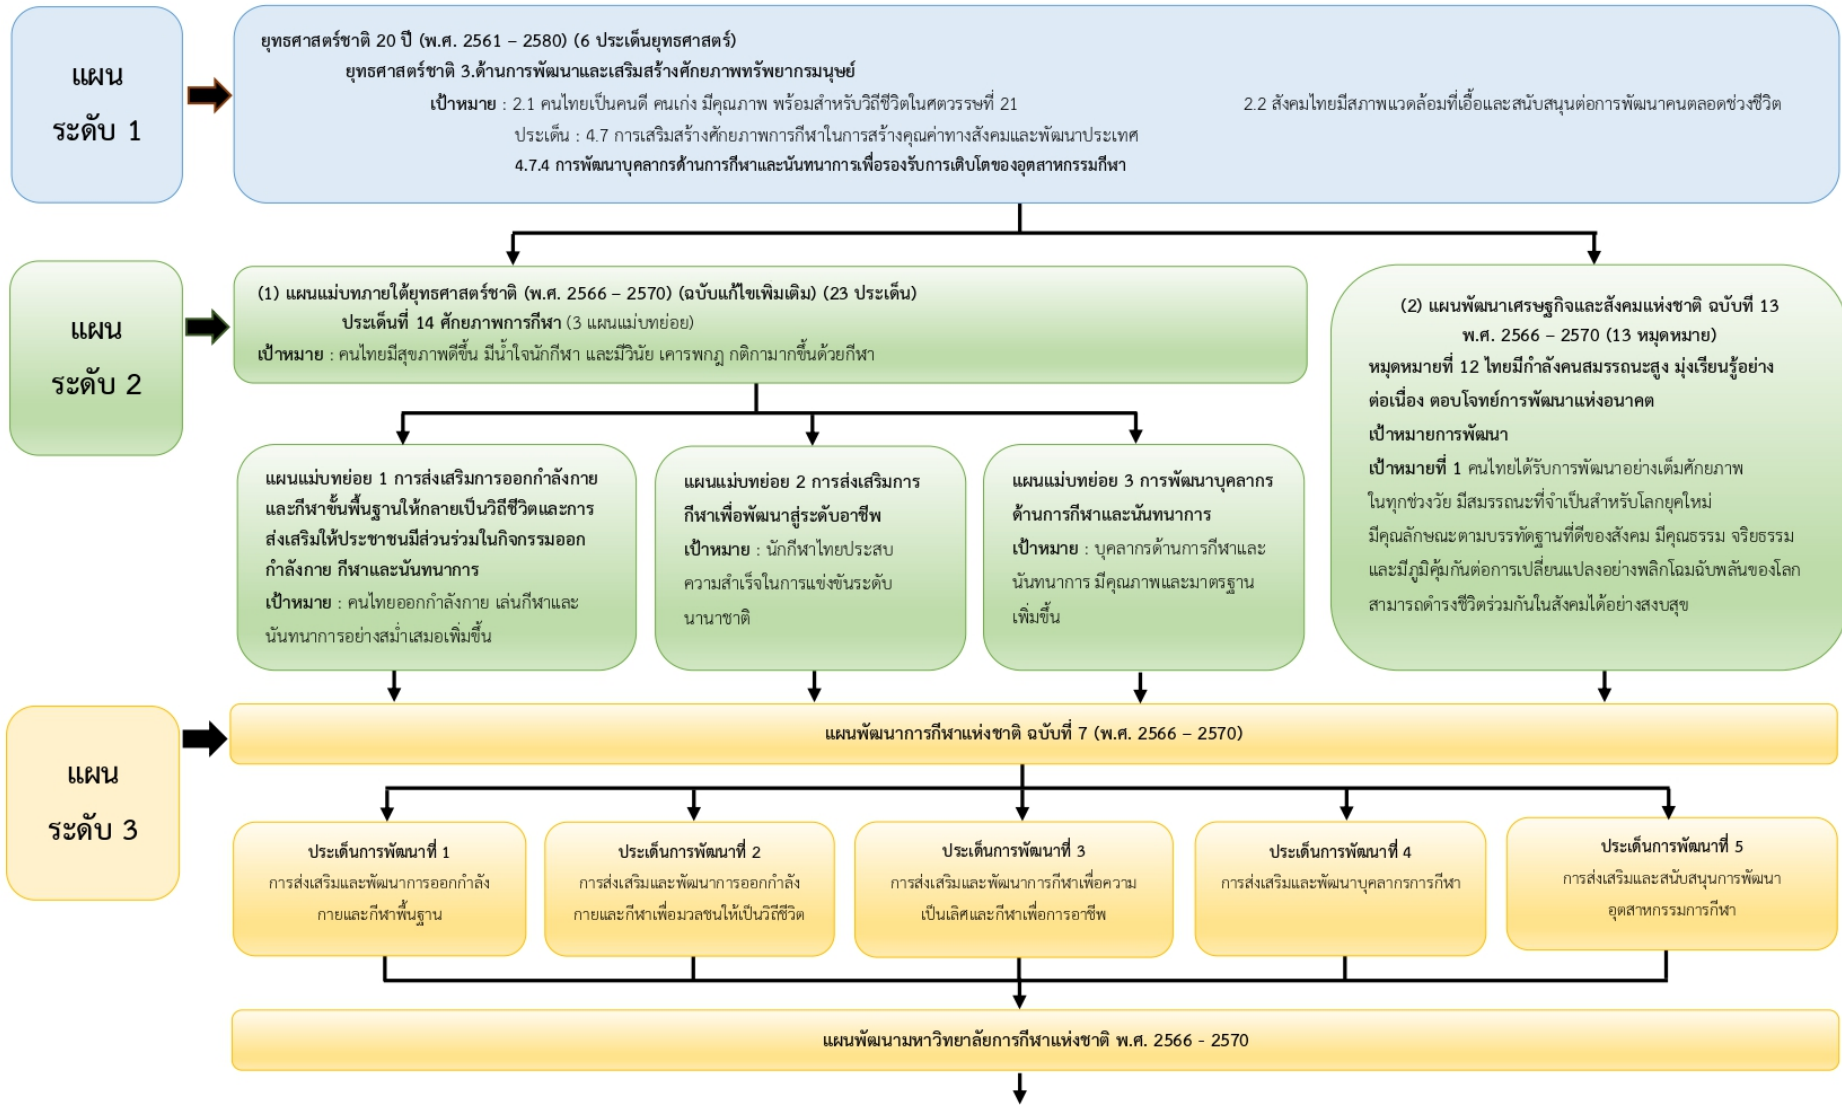 แผน
ระดับ 1
ยุทธศาสตร์ชาติ 20 ปี (พ.ศ. 2561 – 2580) (6 ประเด็นยุทธศาสตร์)
ยุทธศาสตร์ชาติ 3.ด้านการพัฒนาและเสริมสร้างศักยภาพทรัพยากรมนุษย์
เป้าหมาย : 2.1 คนไทยเป็นคนดี คนเก่ง มีคุณภาพ พร้อมสำหรับวิถีชีวิตในศตวรรษที่ 21 2.2 สังคมไทยมีสภาพแวดล้อมที่เอื้อและสนับสนุนต่อการพัฒนาคนตลอดช่วงชีวิต
ประเด็น : 4.7 การเสริมสร้างศักยภาพการกีฬาในการสร้างคุณค่าทางสังคมและพัฒนาประเทศ
4.7.4 การพัฒนาบุคลากรด้านการกีฬาและนันทนาการเพื่อรองรับการเติบโตของอุตสาหกรรมกีฬา
แผน
ระดับ 2
(1) แผนแม่บทภายใต้ยุทธศาสตร์ชาติ (พ.ศ. 2566 – 2570) (ฉบับแก้ไขเพิ่มเติม) (23 ประเด็น)
ประเด็นที่ 14 ศักยภาพการกีฬา (3 แผนแม่บทย่อย)
เป้าหมาย : คนไทยมีสุขภาพดีขึ้น มีน้ำใจนักกีฬา และมีวินัย เคารพกฎ กติกามากขึ้นด้วยกีฬา
(2) แผนพัฒนาเศรษฐกิจและสังคมแห่งชาติ ฉบับที่ 13
พ.ศ. 2566 – 2570 (13 หมุดหมาย)
หมุดหมายที่ 12 ไทยมีกำลังคนสมรรถนะสูง มุ่งเรียนรู้อย่าง
ต่อเนื่อง ตอบโจทย์การพัฒนาแห่งอนาคต
เป้าหมายการพัฒนา
เป้าหมายที่ 1 คนไทยได้รับการพัฒนาอย่างเต็มศักยภาพ
ในทุกช่วงวัย มีสมรรถนะที่จำเป็นสำหรับโลกยุคใหม่
มีคุณลักษณะตามบรรทัดฐานที่ดีของสังคม มีคุณธรรม จริยธรรม
และมีภูมิคุ้มกันต่อการเปลี่ยนแปลงอย่างพลิกโฉมฉับพลันของโลก
สามารถดำรงชีวิตร่วมกันในสังคมได้อย่างสงบสุข
แผนแม่บทย่อย 1 การส่งเสริมการออกกำลังกาย
และกีฬาขั้นพื้นฐานให้กลายเป็นวิถีชีวิตและการ
ส่งเสริมให้ประชาชนมีส่วนร่วมในกิจกรรมออก
กำลังกาย กีฬาและนันทนาการ
เป้าหมาย : คนไทยออกกำลังกาย เล่นกีฬาและ
นันทนาการอย่างสม่ำเสมอเพิ่มขึ้น
แผนแม่บทย่อย 2 การส่งเสริมการ
กีฬาเพื่อพัฒนาสู่ระดับอาชีพ
เป้าหมาย : นักกีฬาไทยประสบ
ความสำเร็จในการแข่งขันระดับ
นานาชาติ
แผนแม่บทย่อย 3 การพัฒนาบุคลากร
ด้านการกีฬาและนันทนาการ
เป้าหมาย : บุคลากรด้านการกีฬาและ
นันทนาการ มีคุณภาพและมาตรฐาน
เพิ่มขึ้น
แผน
ระดับ 3
แผนพัฒนาการกีฬาแห่งชาติ ฉบับที่ 7 (พ.ศ. 2566 – 2570)
ประเด็นการพัฒนาที่ 1
การส่งเสริมและพัฒนาการออกกำลัง
กายและกีฬาพื้นฐาน
ประเด็นการพัฒนาที่ 2
การส่งเสริมและพัฒนาการออกกำลัง
กายและกีฬาเพื่อมวลชนให้เป็นวิถีชีวิต
ประเด็นการพัฒนาที่ 3
การส่งเสริมและพัฒนาการกีฬาเพื่อความ
เป็นเลิศและกีฬาเพื่อการอาชีพ
ประเด็นการพัฒนาที่ 4
การส่งเสริมและพัฒนาบุคลากรการกีฬา
ประเด็นการพัฒนาที่ 5
การส่งเสริมและสนับสนุนการพัฒนา
อุตสาหกรรมการกีฬา
แผนพัฒนามหาวิทยาลัยการกีฬาแห่งชาติ พ.ศ. 2566 - 2570